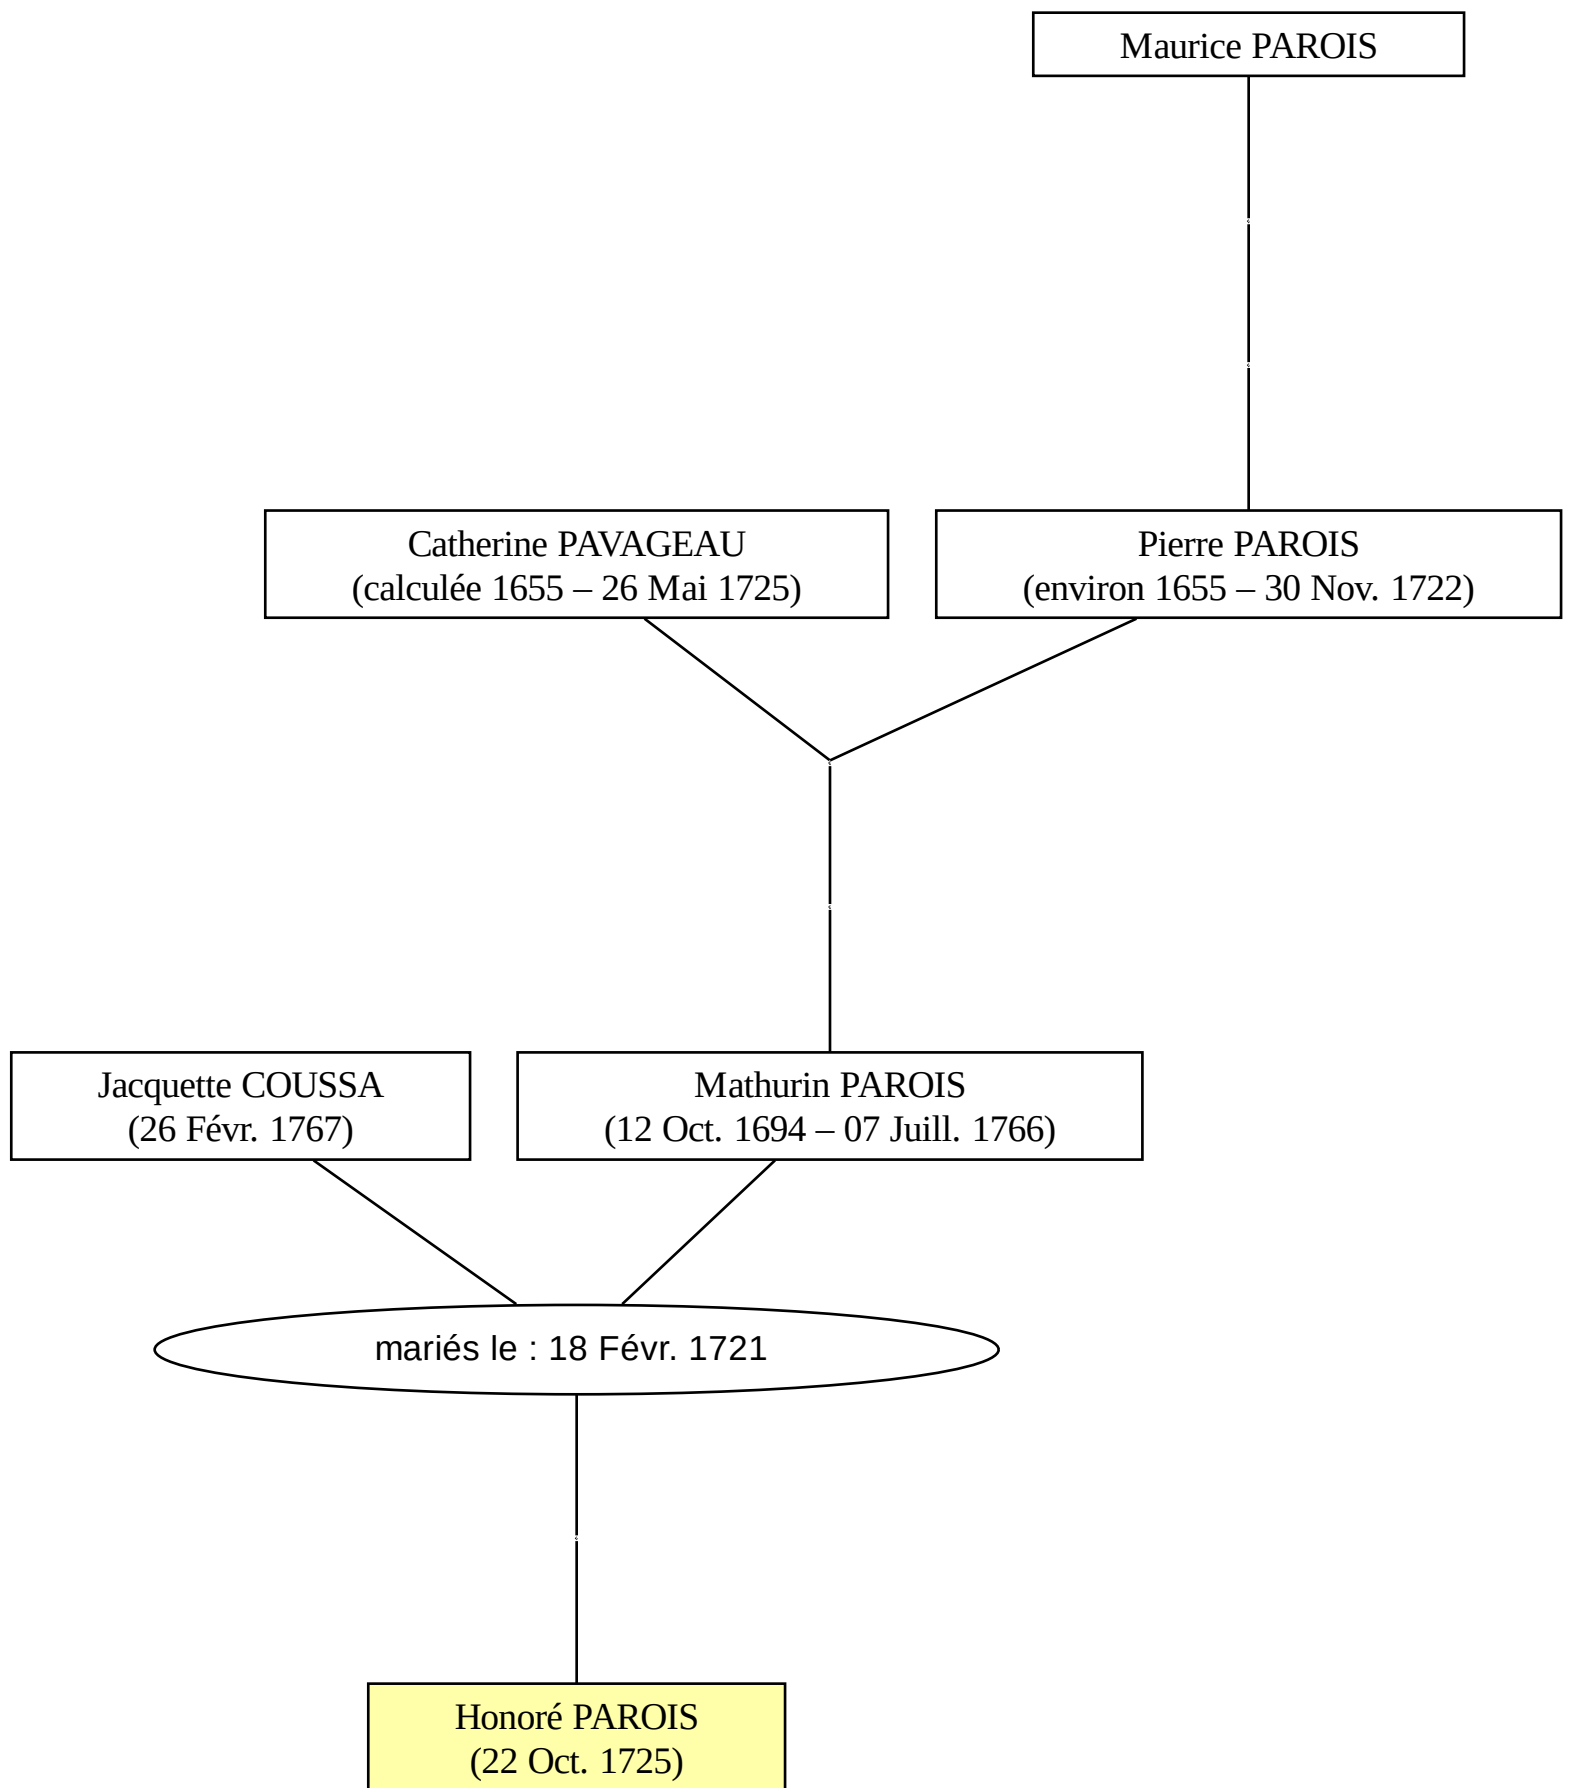 Maurice PAROIS
Catherine PAVAGEAU
(calculée 1655 – 26 Mai 1725)
Pierre PAROIS
(environ 1655 – 30 Nov. 1722)
Jacquette COUSSA
(26 Févr. 1767)
Mathurin PAROIS
(12 Oct. 1694 – 07 Juill. 1766)
mariés le : 18 Févr. 1721
Honoré PAROIS
(22 Oct. 1725)